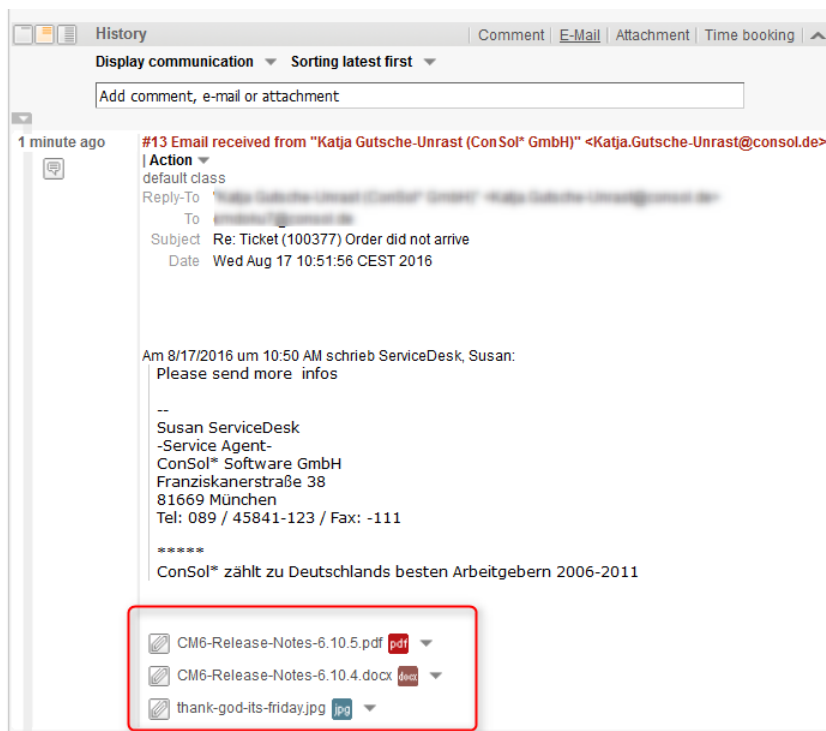 History Comment E-Mail Attachment Time booking
Display communication Sorting latest first
Add comment, e-mail or attachment
1 minute ago #13 Email received from "Katja Gutsche-Unrast (ConSol* GmbH)" <Katja.Gutsche-Unrast@consol.de>
| Action
default class
Reply-To
To
Subject Re: Ticket (100377) Order did not arrive
Date Wed Aug 17 10:51:56 CEST 2016
Am 8/17/2016 um 10:50 AM schrieb ServiceDesk, Susan:
Please send more infos
--
Susan ServiceDesk
-Service Agent-
ConSol* Software GmbH
Franziskanerstraße 38
81669 München
Tel: 089 / 45841-123 / Fax: -111
*****
ConSol* zählt zu Deutschlands besten Arbeitgebern 2006-2011
CM6-Release-Notes-6.10.5.pdf pdf
CM6-Release-Notes-6.10.4.docx docx
thank-god-its-friday.jpg jpg